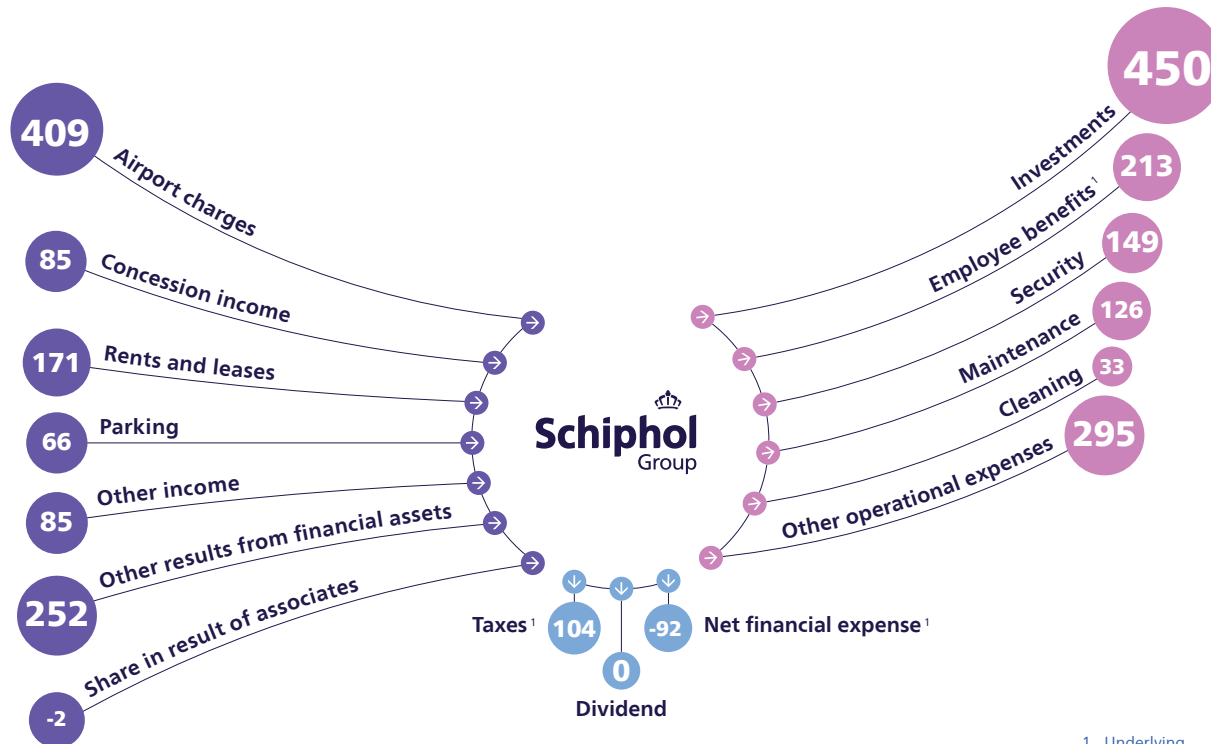 409
Airport charges
85
Concession income
171
Rents and leases
66
Parking
85
Other income
252
Other results from financial assets
-2
Share in result of associates
Schiphol
Group
450
Investments
213
Employee benefits 1
149
Security
126
Maintenance
33
Cleaning
295
Other operational expenses
Taxes 1
104
0
Dividend
-92
Net financial expense 1
1 Underlying